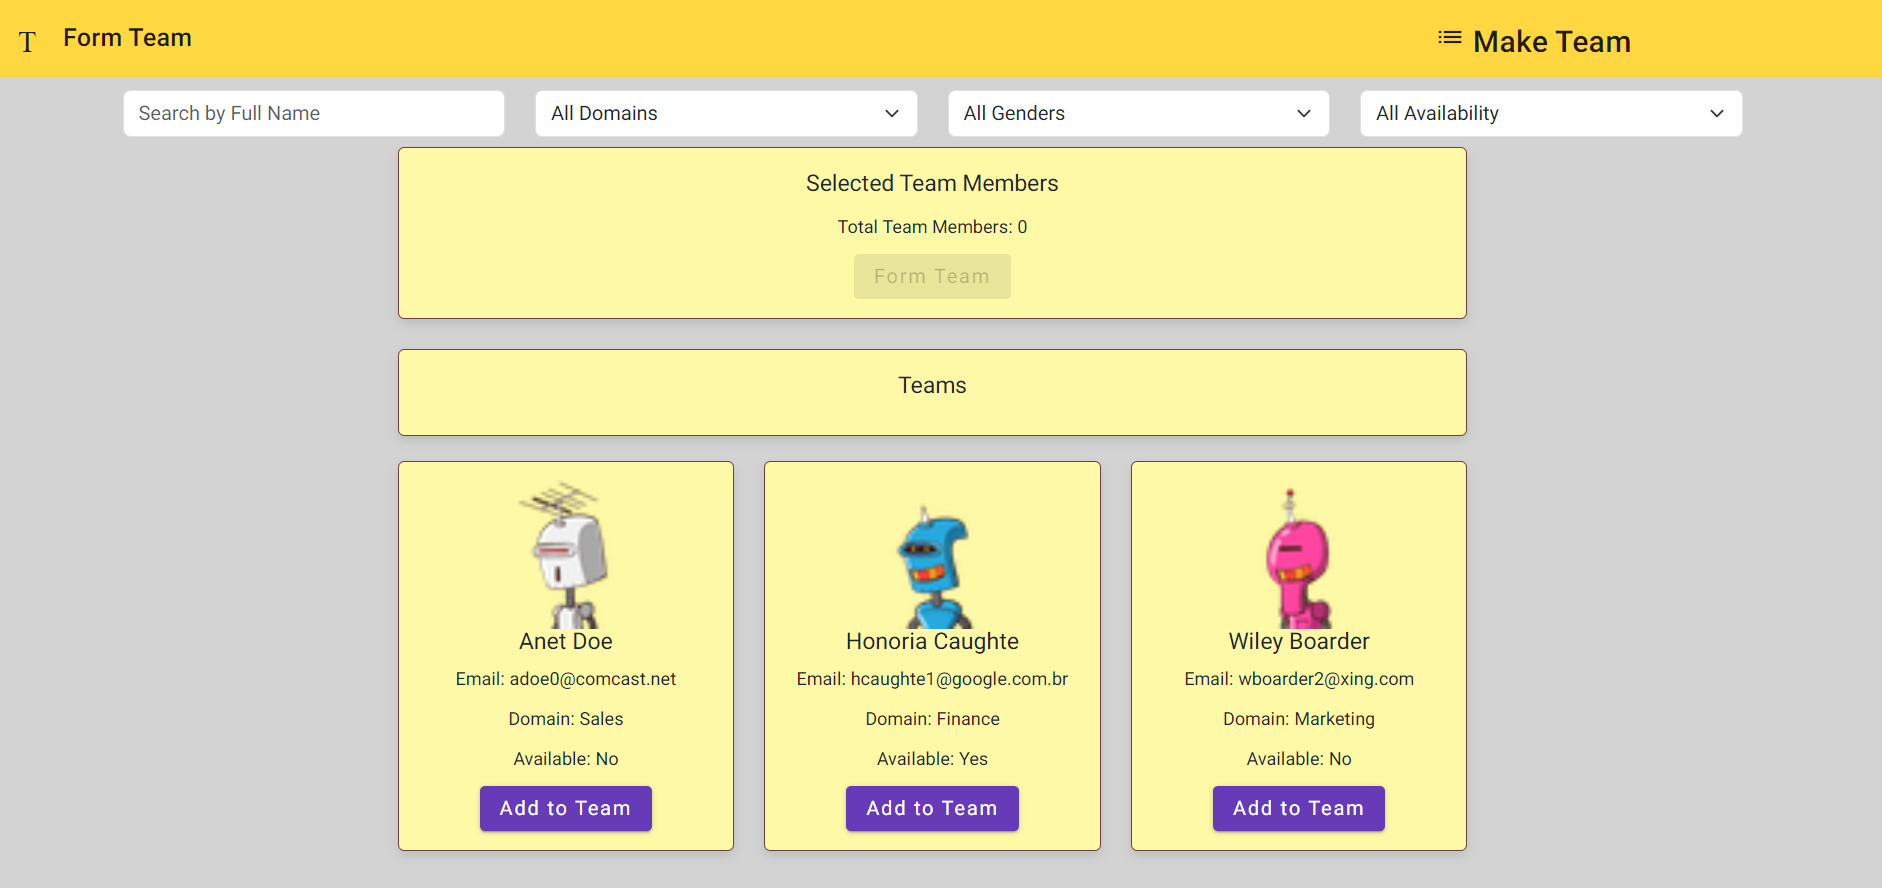 T Form Team
Make Team
Search by Full Name
All Domains
All Genders
All Availability
Selected Team Members
Total Team Members: 0
Form Team
Teams
Anet Doe
Email: adoe0@comcast.net
Domain: Sales
Available: No
Add to Team
Honoria Caughte
Email: hcaughte1@google.com.br
Domain: Finance
Available: Yes
Add to Team
Wiley Boarder
Email: wboarder2@xing.com
Domain: Marketing
Available: No
Add to Team